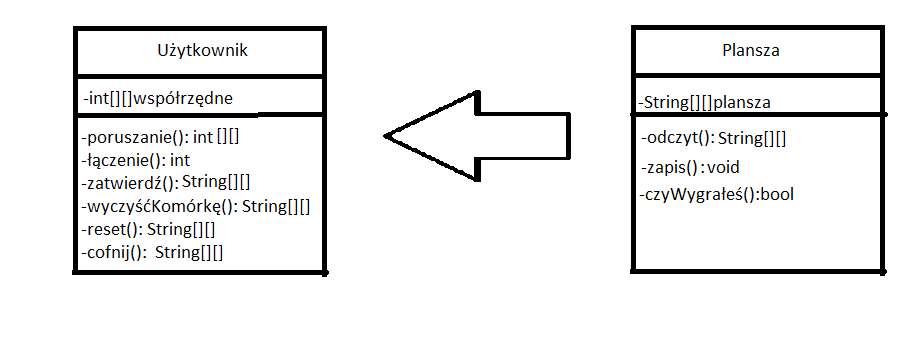 Użytkownik
-int[][]współrzędne
-poruszanie(): int [][]
-łączenie(): int
-zatwierdź(): String[][]
-wyczyśćKomórkę(): String[][]
-reset(): String[][]
-cofnij(): String[][]
Plansza
-String[][]plansza
-odczyt(): String[][]
-zapis() : void
-czyWygrałeś():bool